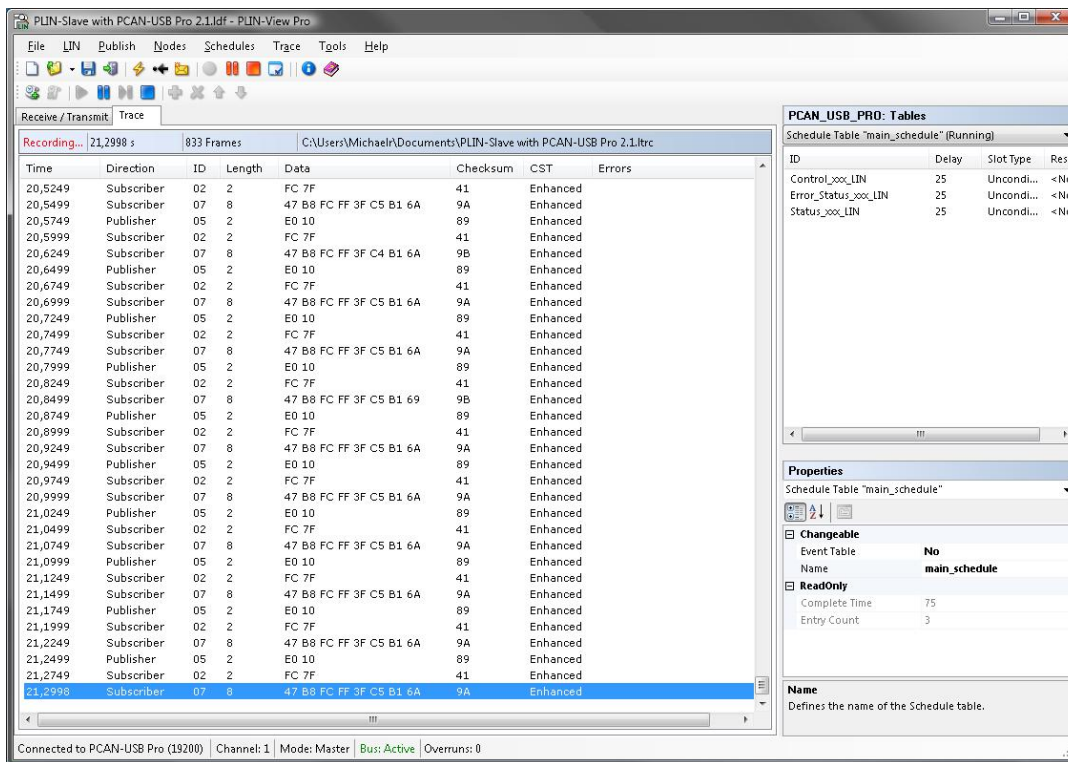 PLIN-Slave with PCAN-USB Pro 2.1.ldf - PLIN-View Pro
File LIN Publish Nodes Schedules Trace Tools Help
Receive / Transmit Trace
Recording... 21,2998 s 833 Frames C:\Users\Michaelr\Documents\PLIN-Slave with PCAN-USB Pro 2.1.ltrc
Time Direction ID Length Data Checksum CST Errors
20,5249 Subscriber 02 2 FC 7F 41 Enhanced
20,5499 Subscriber 07 8 47 B8 FC FF 3F C5 B1 6A 9A Enhanced
20,5749 Publisher 05 2 E0 10 89 Enhanced
20,5999 Subscriber 02 2 FC 7F 41 Enhanced
20,6249 Subscriber 07 8 47 B8 FC FF 3F C4 B1 6A 9B Enhanced
20,6499 Publisher 05 2 E0 10 89 Enhanced
20,6749 Subscriber 02 2 FC 7F 41 Enhanced
20,6999 Subscriber 07 8 47 B8 FC FF 3F C5 B1 6A 9A Enhanced
20,7249 Publisher 05 2 E0 10 89 Enhanced
20,7499 Subscriber 02 2 FC 7F 41 Enhanced
20,7749 Subscriber 07 8 47 B8 FC FF 3F C5 B1 6A 9A Enhanced
20,7999 Publisher 05 2 E0 10 89 Enhanced
20,8249 Subscriber 02 2 FC 7F 41 Enhanced
20,8499 Subscriber 07 8 47 B8 FC FF 3F C5 B1 69 9B Enhanced
20,8749 Publisher 05 2 E0 10 89 Enhanced
20,8999 Subscriber 02 2 FC 7F 41 Enhanced
20,9249 Subscriber 07 8 47 B8 FC FF 3F C5 B1 6A 9A Enhanced
20,9499 Publisher 05 2 E0 10 89 Enhanced
20,9749 Subscriber 02 2 FC 7F 41 Enhanced
20,9999 Subscriber 07 8 47 B8 FC FF 3F C5 B1 6A 9A Enhanced
21,0249 Publisher 05 2 E0 10 89 Enhanced
21,0499 Subscriber 02 2 FC 7F 41 Enhanced
21,0749 Subscriber 07 8 47 B8 FC FF 3F C5 B1 6A 9A Enhanced
21,0999 Publisher 05 2 E0 10 89 Enhanced
21,1249 Subscriber 02 2 FC 7F 41 Enhanced
21,1499 Subscriber 07 8 47 B8 FC FF 3F C5 B1 6A 9A Enhanced
21,1749 Publisher 05 2 E0 10 89 Enhanced
21,1999 Subscriber 02 2 FC 7F 41 Enhanced
21,2249 Subscriber 07 8 47 B8 FC FF 3F C5 B1 6A 9A Enhanced
21,2499 Publisher 05 2 E0 10 89 Enhanced
21,2749 Subscriber 02 2 FC 7F 41 Enhanced
21,2998 Subscriber 07 8 47 B8 FC FF 3F C5 B1 6A 9A Enhanced
PCAN_USB_PRO: Tables
Schedule Table "main_schedule" (Running)
ID Delay Slot Type Res
Control_xxx_LIN 25 Uncondi... <No
Error_Status_xxx_LIN 25 Uncondi... <No
Status_xxx_LIN 25 Uncondi... <No
Properties
Schedule Table "main_schedule"
Changeable
Event Table No
Name main_schedule
ReadOnly
Complete Time 75
Entry Count 3
Name
Defines the name of the Schedule table.
Connected to PCAN-USB Pro (19200) Channel: 1 Mode: Master Bus: Active Overruns: 0